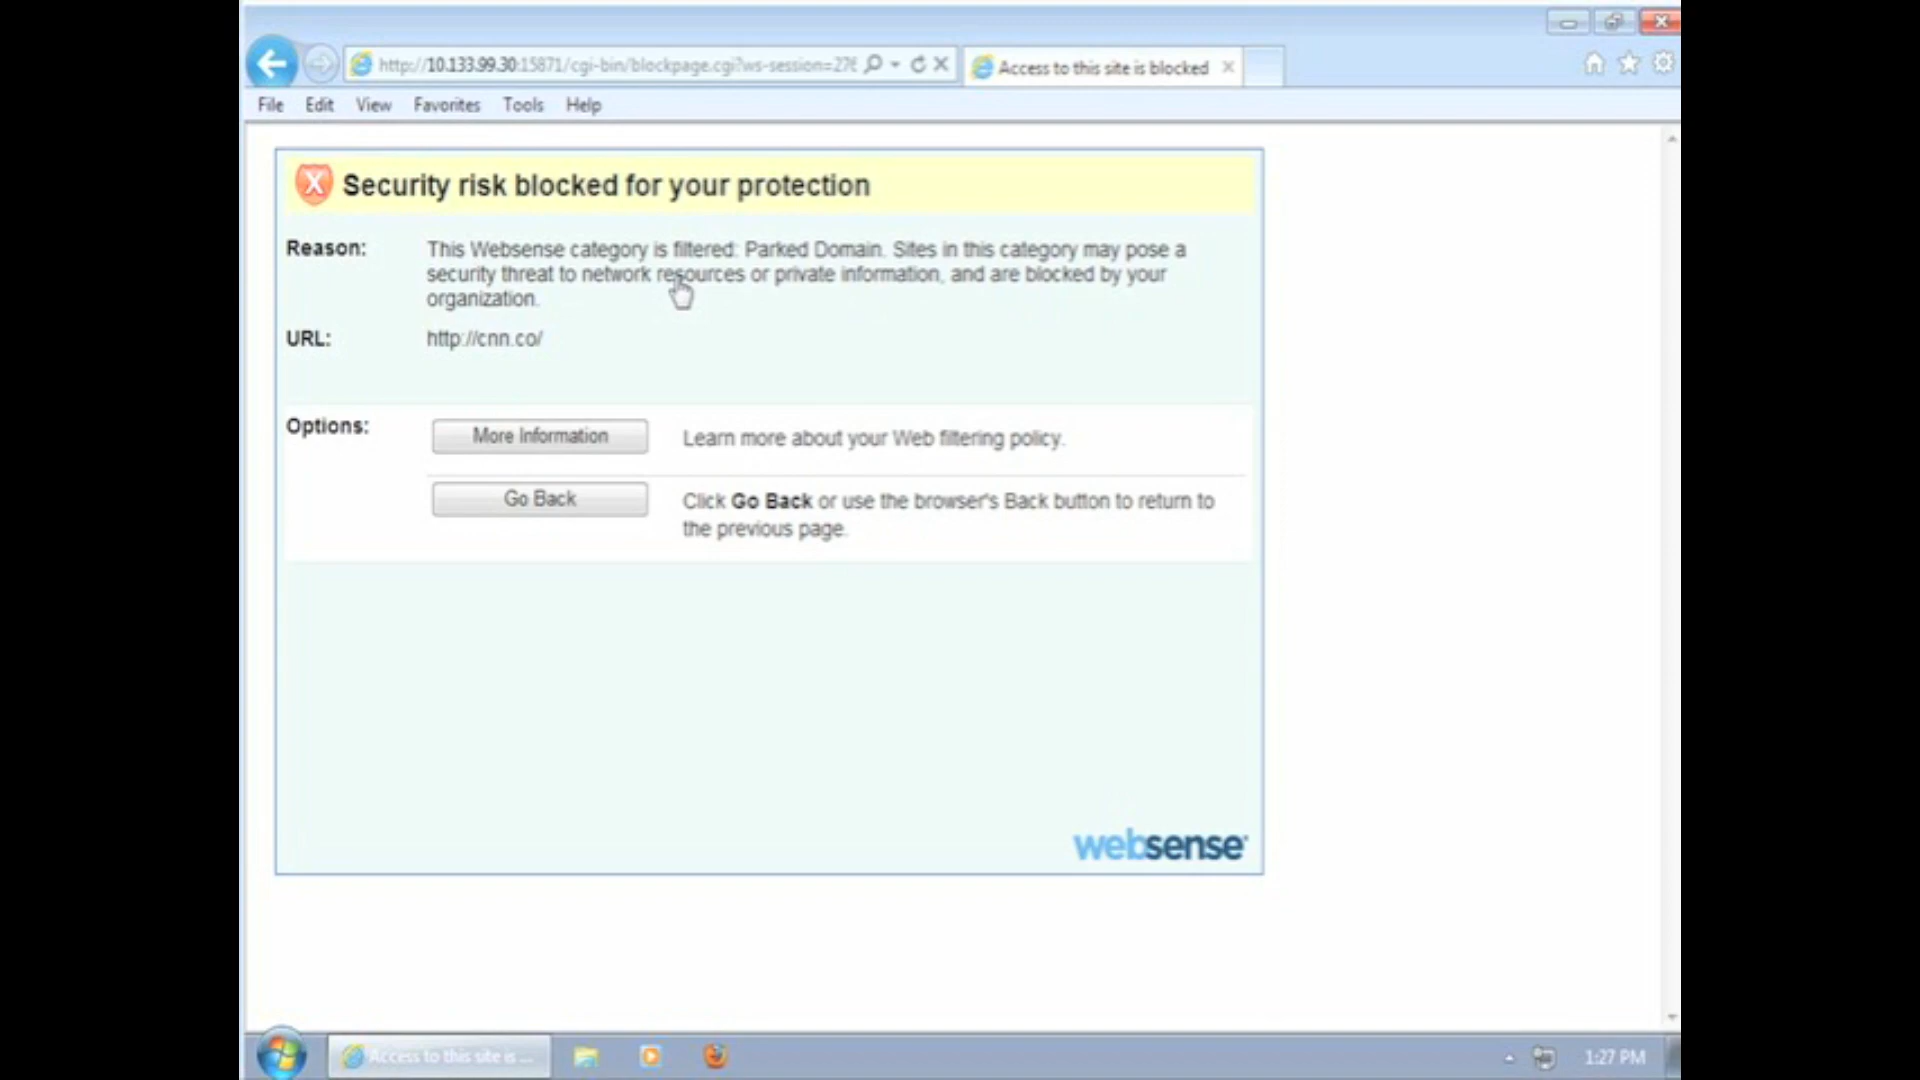 http://10.133.99.30:15871/cgi-bin/blockpage.cgi?ws-session=276
Access to this site is blocked
File Edit View Favorites Tools Help
Security risk blocked for your protection
Reason: This Websense category is filtered: Parked Domain. Sites in this category may pose a
security threat to network resources or private information, and are blocked by your
organization.
URL: http://cnn.co/
Options: More Information Learn more about your Web filtering policy.
Go Back Click Go Back or use the browser's Back button to return to
the previous page.
websense
Access to this site is ... 1:27 PM